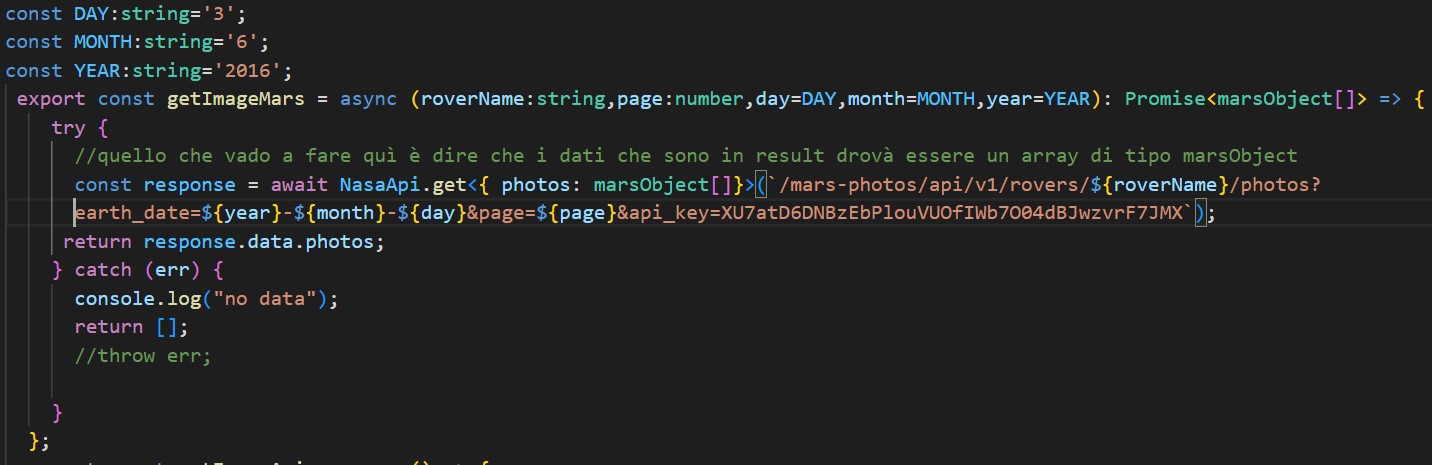 const DAY:string='3';
const MONTH:string='6';
const YEAR:string='2016';
export const getImageMars = async (roverName:string,page:number,day=DAY,month=MONTH,year=YEAR): Promise<marsObject[]> => {
try {
//quello che vado a fare quì è dire che i dati che sono in result drovà essere un array di tipo marsObject
const response = await NasaApi.get<{ photos: marsObject[]}>(`/mars-photos/api/v1/rovers/${roverName}/photos?
earth_date=${year}-${month}-${day}&page=${page}&api_key=XU7atD6DNBzEbPlouVUOfIWb7O04dBJwzvrF7JMX`);
return response.data.photos;
} catch (err) {
console.log("no data");
return [];
//throw err;
}
};